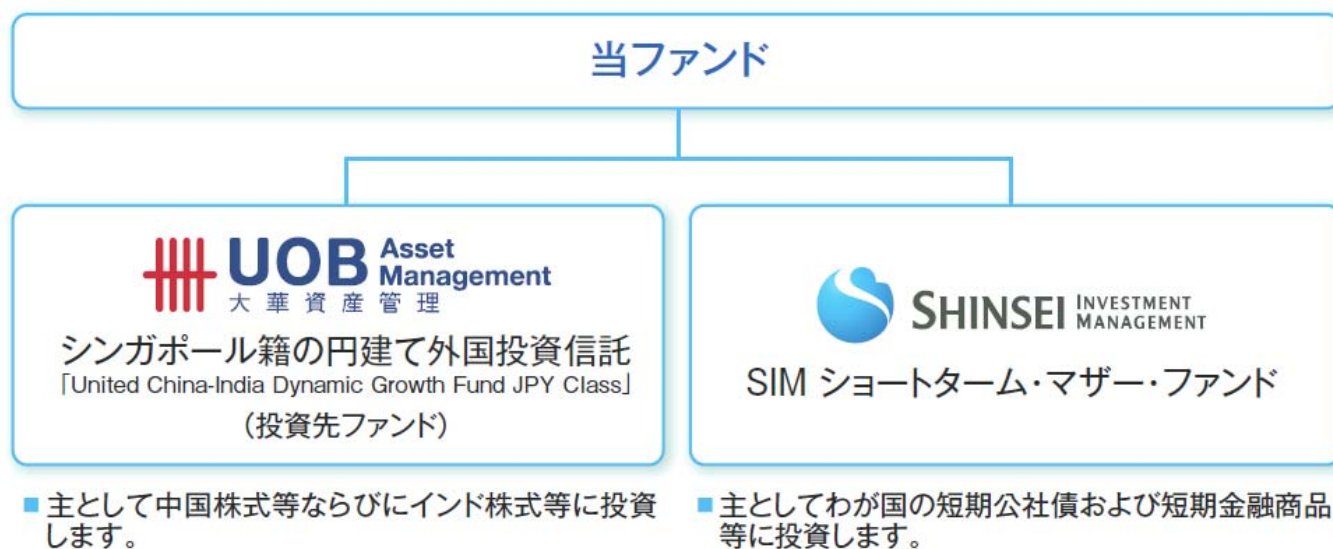 当ファンド
UOB Asset Management
大華資産管理
シンガポール籍の円建て外国投資信託
「United China-India Dynamic Growth Fund JPY Class」
（投資先ファンド）
■ 主として中国株式等ならびにインド株式等に投資
します。
SHINSEI INVESTMENT MANAGEMENT
SIM ショートターム・マザー・ファンド
■ 主としてわが国の短期公社債および短期金融商品
等に投資します。